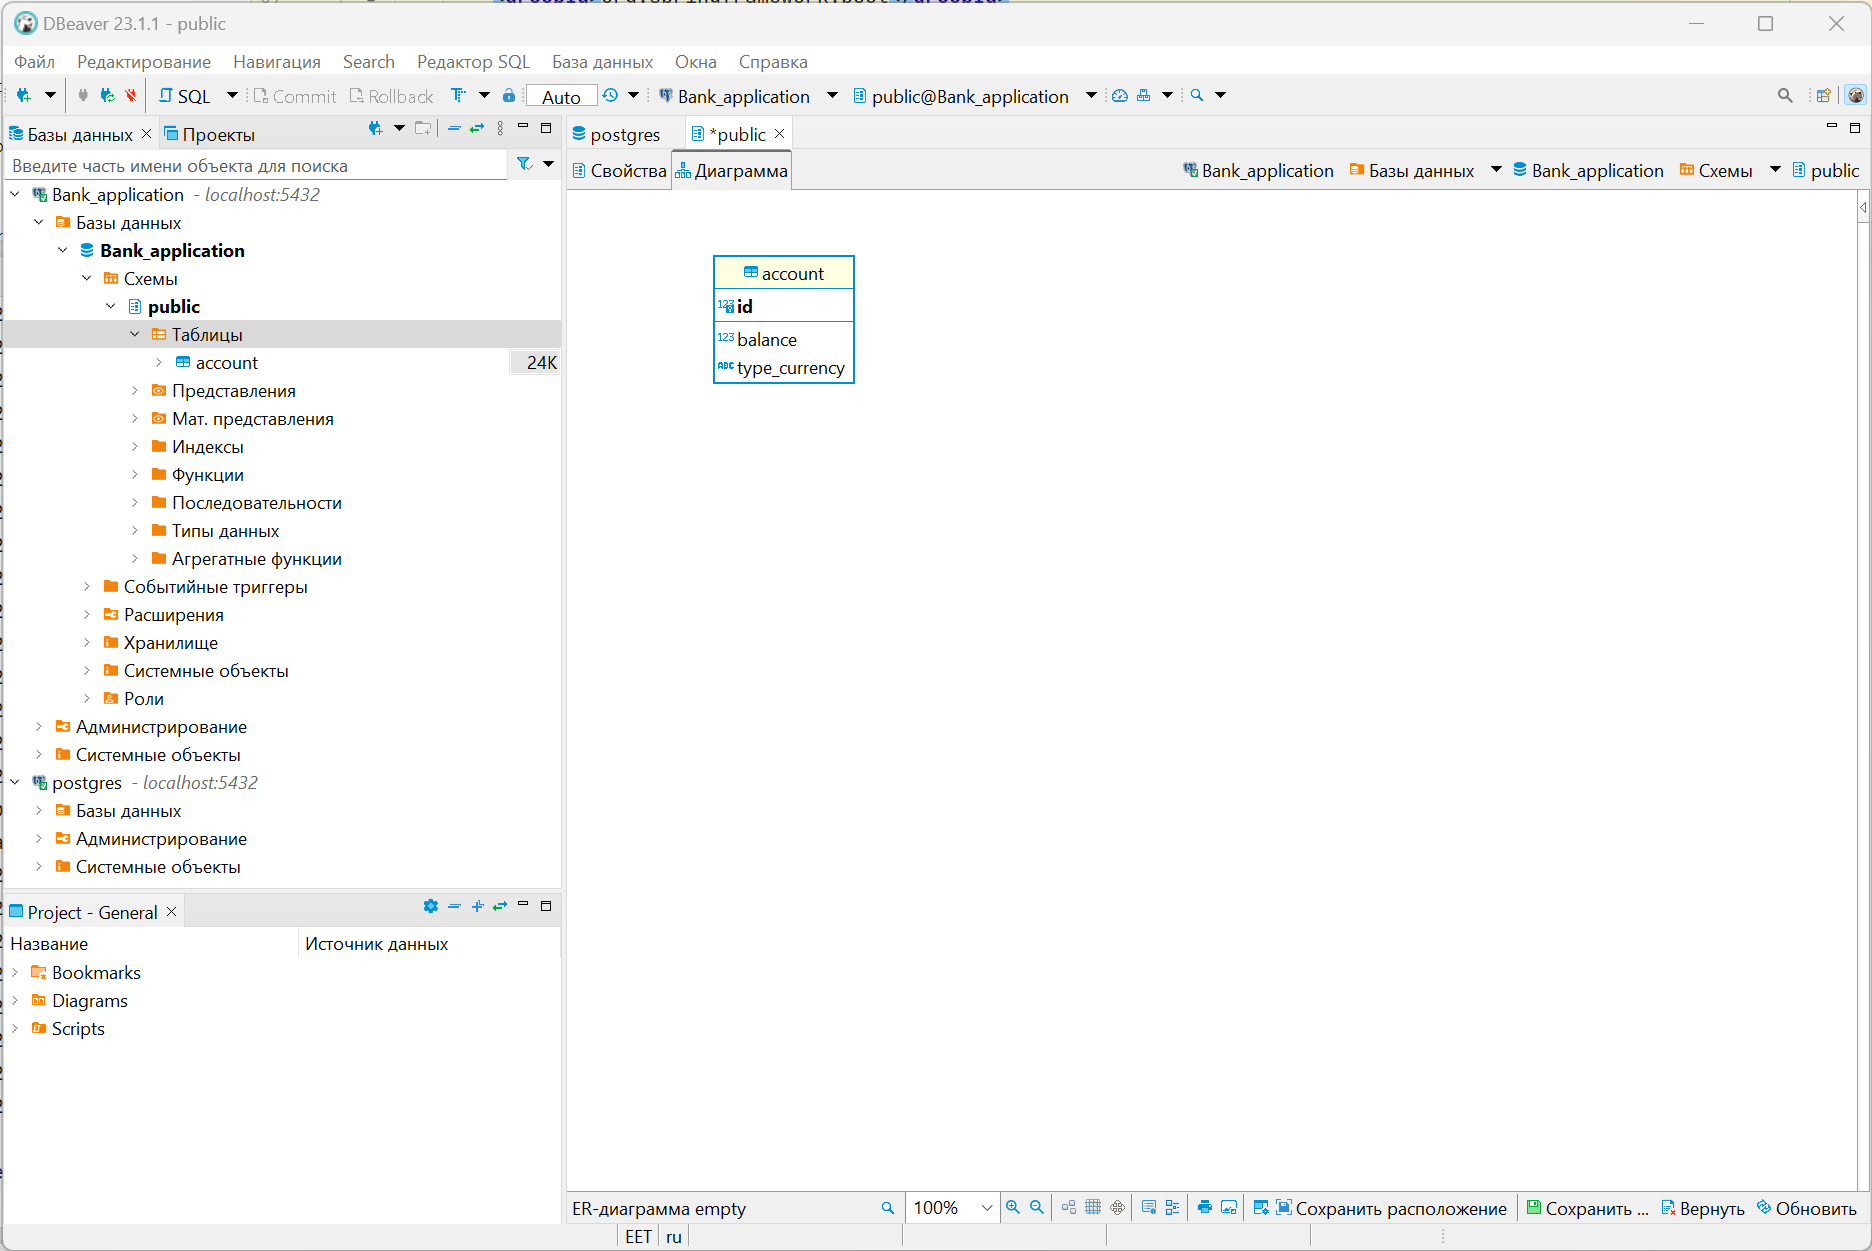 DBeaver 23.1.1 - public
Файл Редактирование Навигация Search Редактор SQL База данных Окна Справка
SQL Commit Rollback Auto Bank_application public@Bank_application
Базы данных Проекты
Введите часть имени объекта для поиска
Bank_application - localhost:5432
Базы данных
Bank_application
Схемы
public
Таблицы
account 24K
Представления
Мат. представления
Индексы
Функции
Последовательности
Типы данных
Агрегатные функции
Событийные триггеры
Расширения
Хранилище
Системные объекты
Роли
Администрирование
Системные объекты
postgres - localhost:5432
Базы данных
Администрирование
Системные объекты
Project - General
Название Источник данных
Bookmarks
Diagrams
Scripts
postgres *public
Свойства Диаграмма Bank_application Базы данных Bank_application Схемы public
account
123 id
123 balance
ABC type_currency
ER-диаграмма empty 100% Сохранить расположение Сохранить ... Вернуть Обновить
EET ru